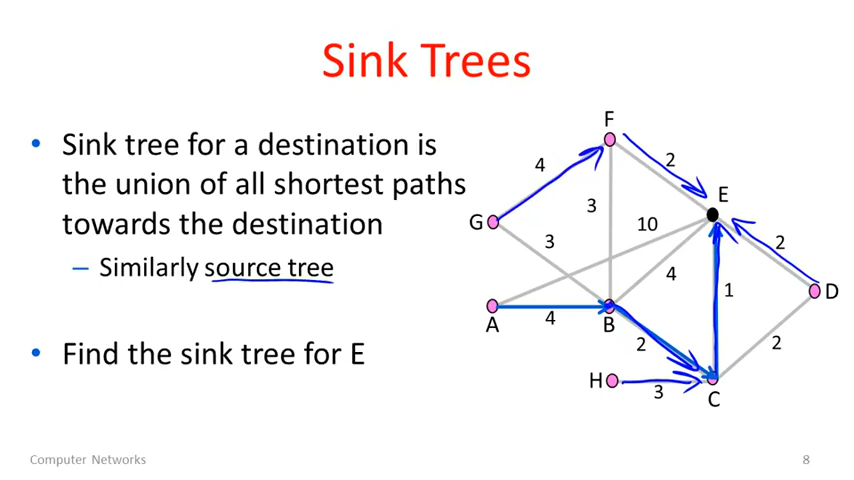 Sink Trees
• Sink tree for a destination is
the union of all shortest paths
towards the destination
– Similarly source tree
• Find the sink tree for E
F
4
2
E
3
10
G
3
2
4
1
D
A
4
B
2
2
H
3
C
Computer Networks
8